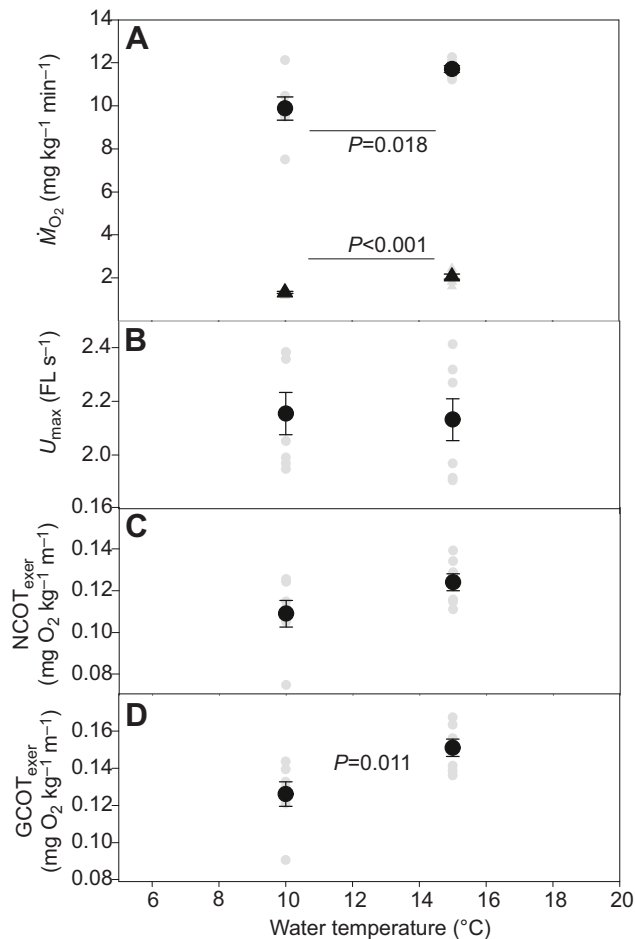 A
14
12
10
8
6
4
2
ṀO₂ (mg kg⁻¹ min⁻¹)
P=0.018
P<0.001
B
2.4
2.2
2.0
0.16
Umax (FL s⁻¹)
C
0.14
0.12
0.10
0.08
NCOTexer
(mg O₂ kg⁻¹ m⁻¹)
D
0.16
0.14
0.12
0.10
0.08
GCOTexer
(mg O₂ kg⁻¹ m⁻¹)
P=0.011
6 8 10 12 14 16 18 20
Water temperature (°C)